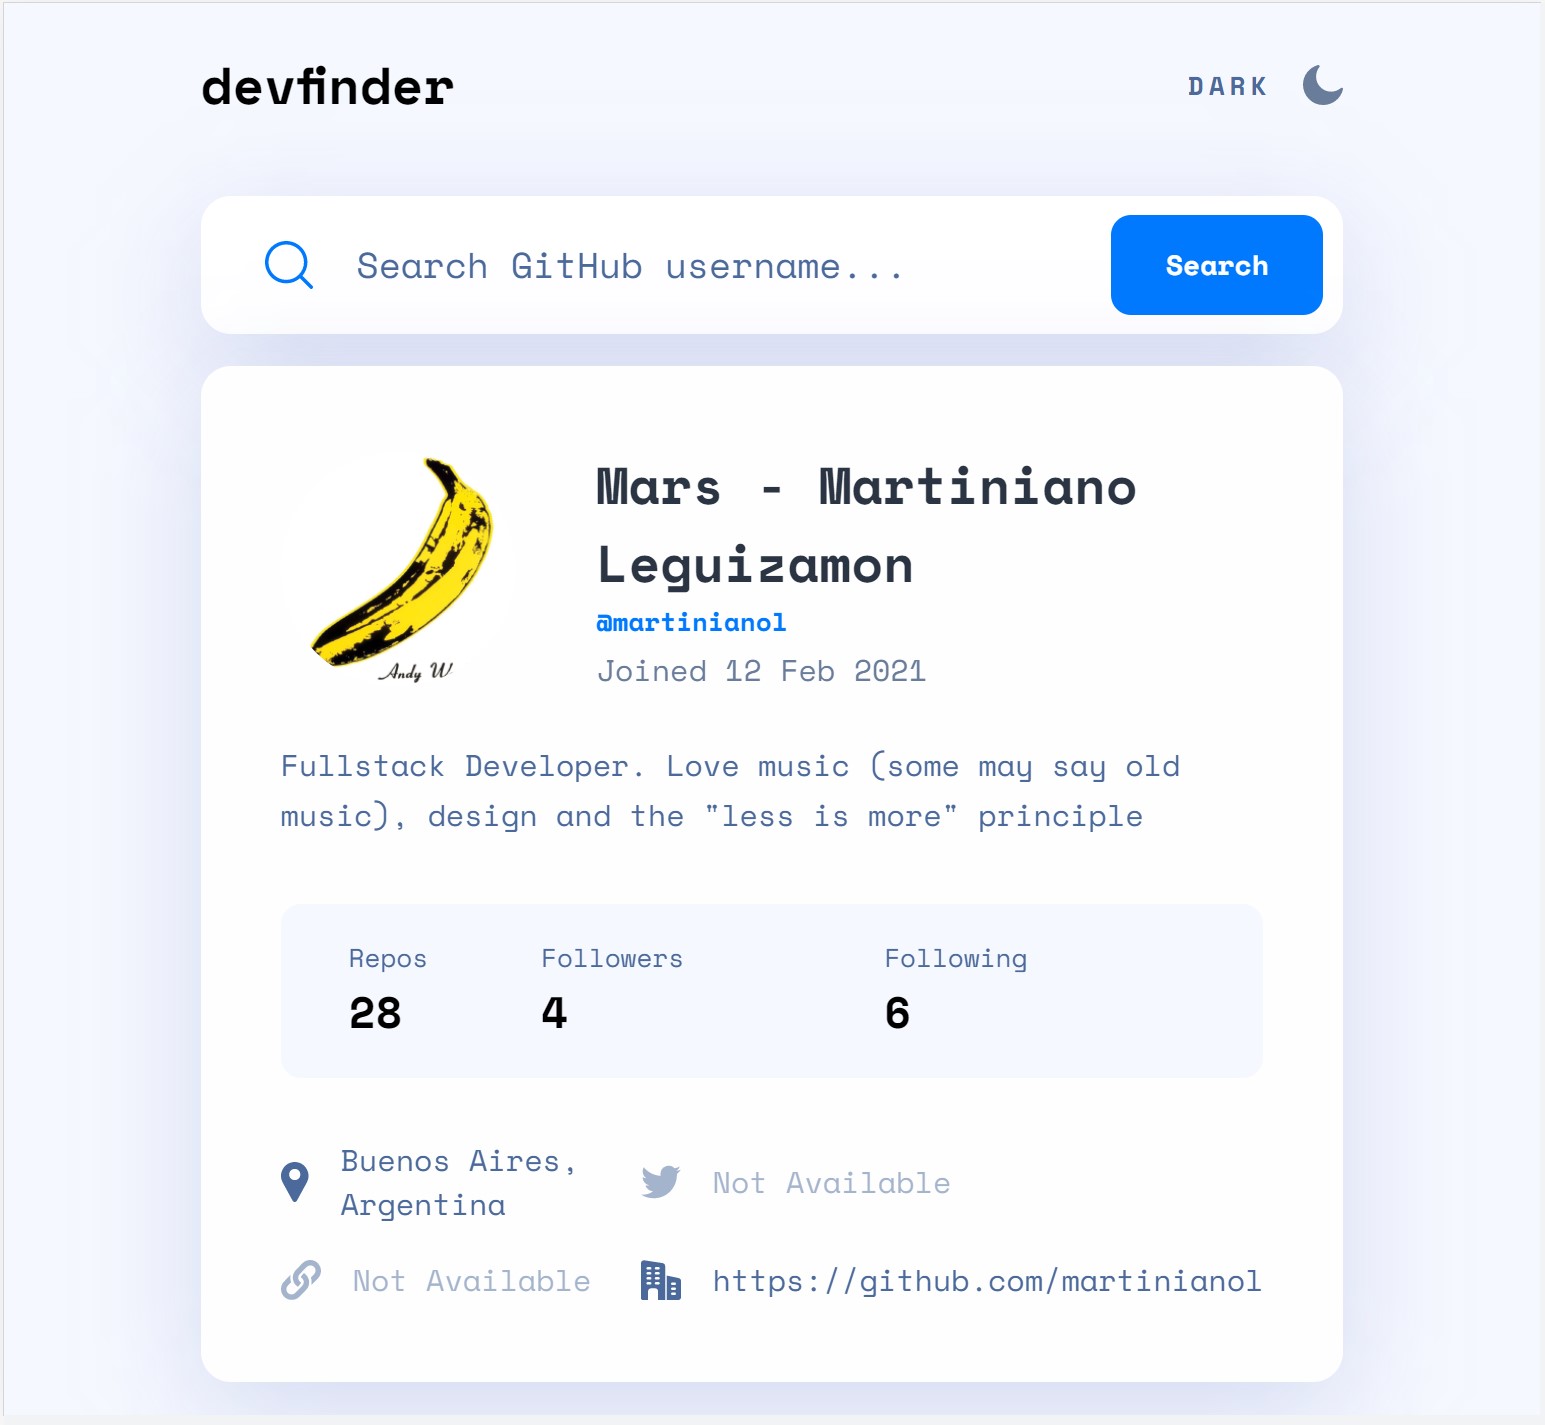 devfinder
DARK
Search GitHub username...
Search
Mars - Martiniano
Leguizamon
@martinianol
Joined 12 Feb 2021
Andy W
Fullstack Developer. Love music (some may say old
music), design and the "less is more" principle
Repos
Followers
Following
28
4
6
Buenos Aires,
Argentina
Not Available
Not Available
https://github.com/martinianol